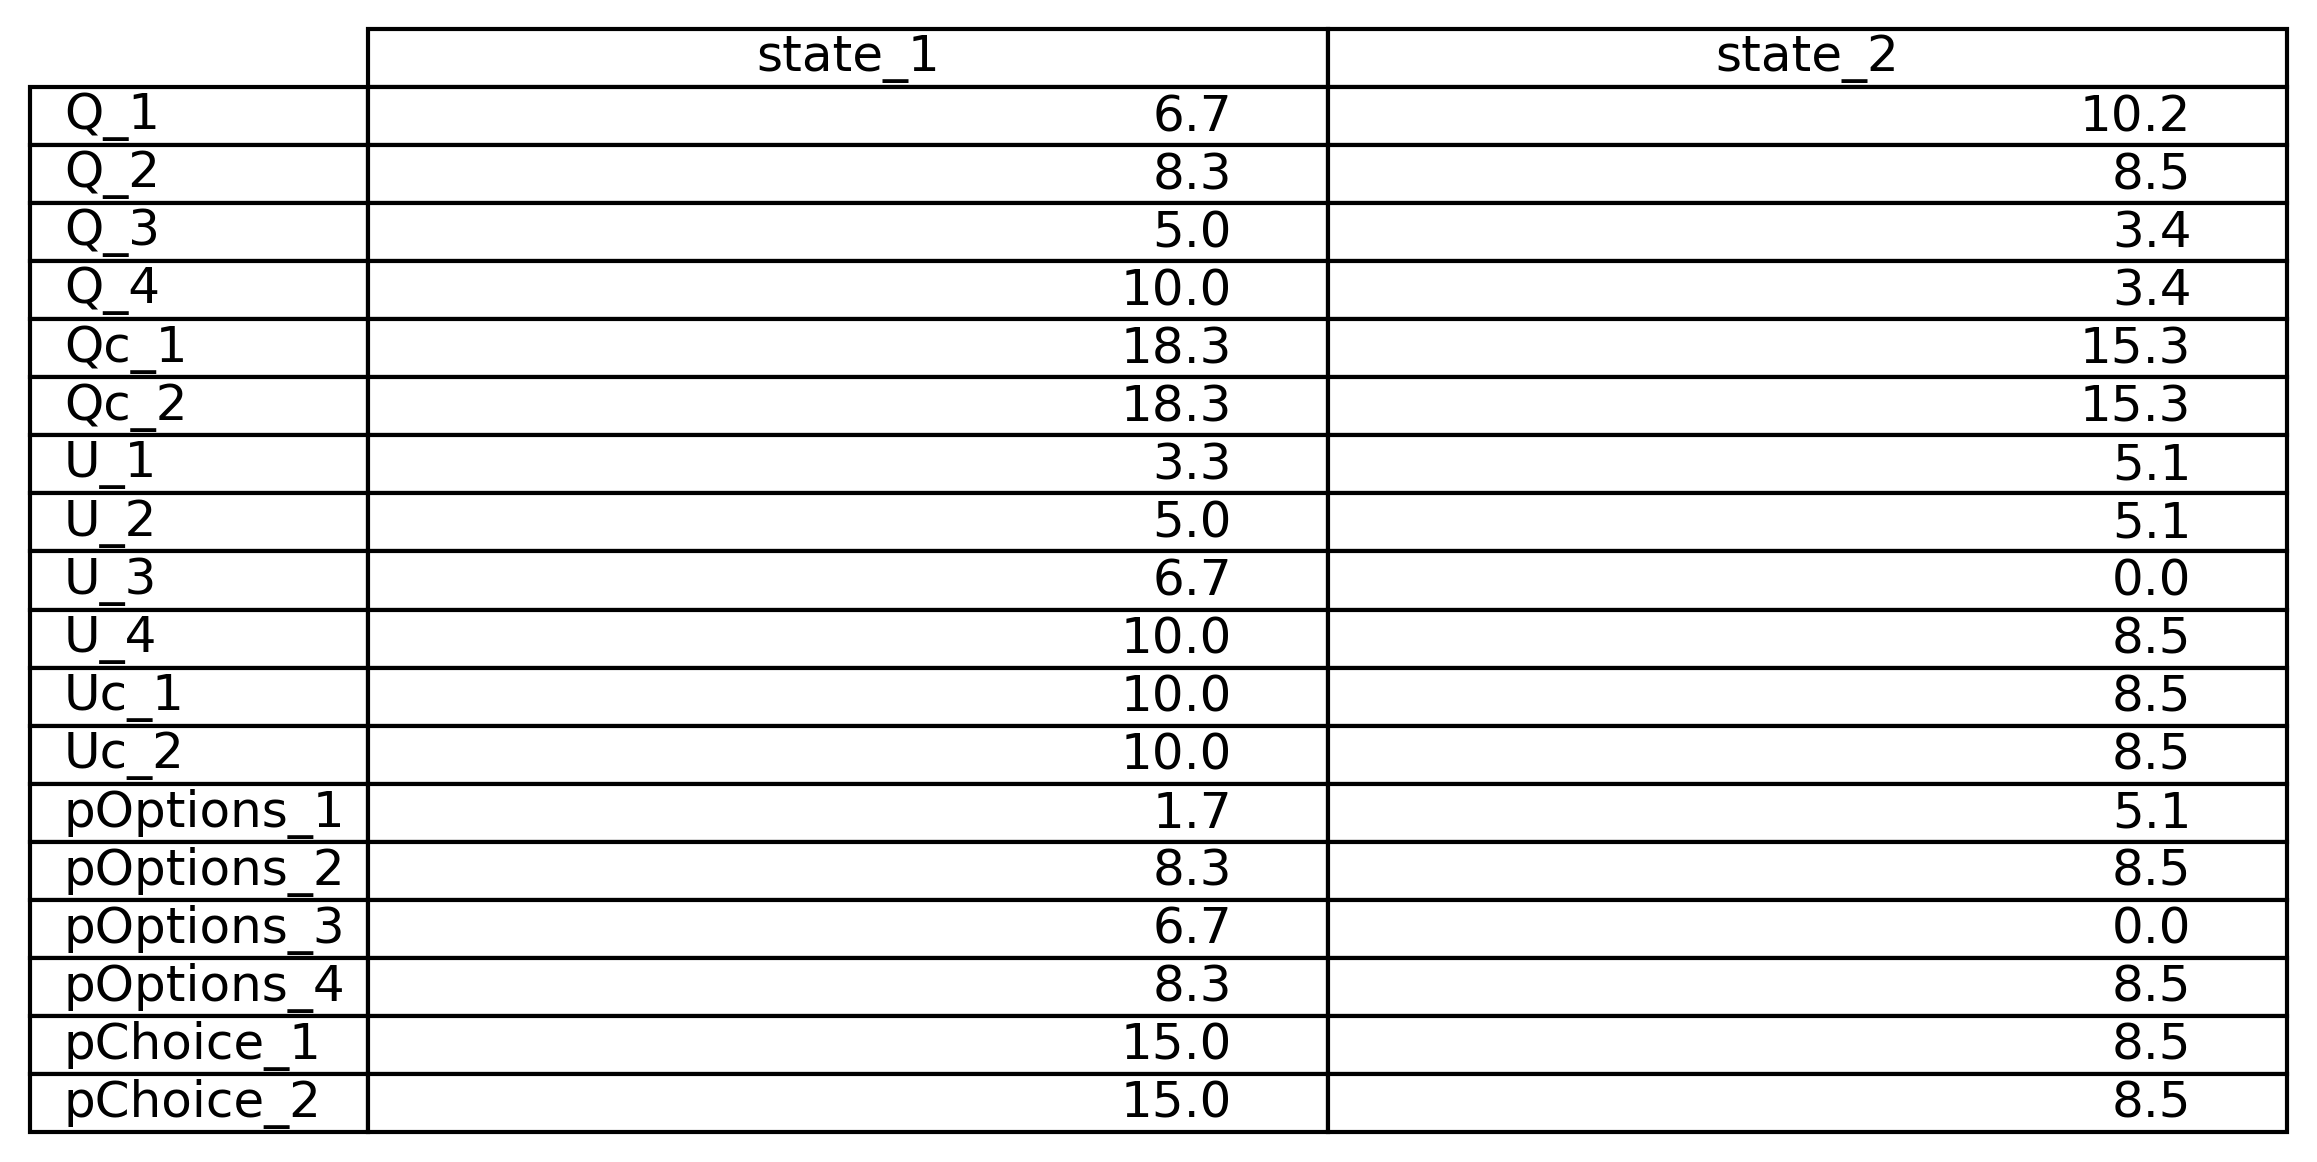 state_1 state_2
Q_1 6.7 10.2
Q_2 8.3 8.5
Q_3 5.0 3.4
Q_4 10.0 3.4
Qc_1 18.3 15.3
Qc_2 18.3 15.3
U_1 3.3 5.1
U_2 5.0 5.1
U_3 6.7 0.0
U_4 10.0 8.5
Uc_1 10.0 8.5
Uc_2 10.0 8.5
pOptions_1 1.7 5.1
pOptions_2 8.3 8.5
pOptions_3 6.7 0.0
pOptions_4 8.3 8.5
pChoice_1 15.0 8.5
pChoice_2 15.0 8.5